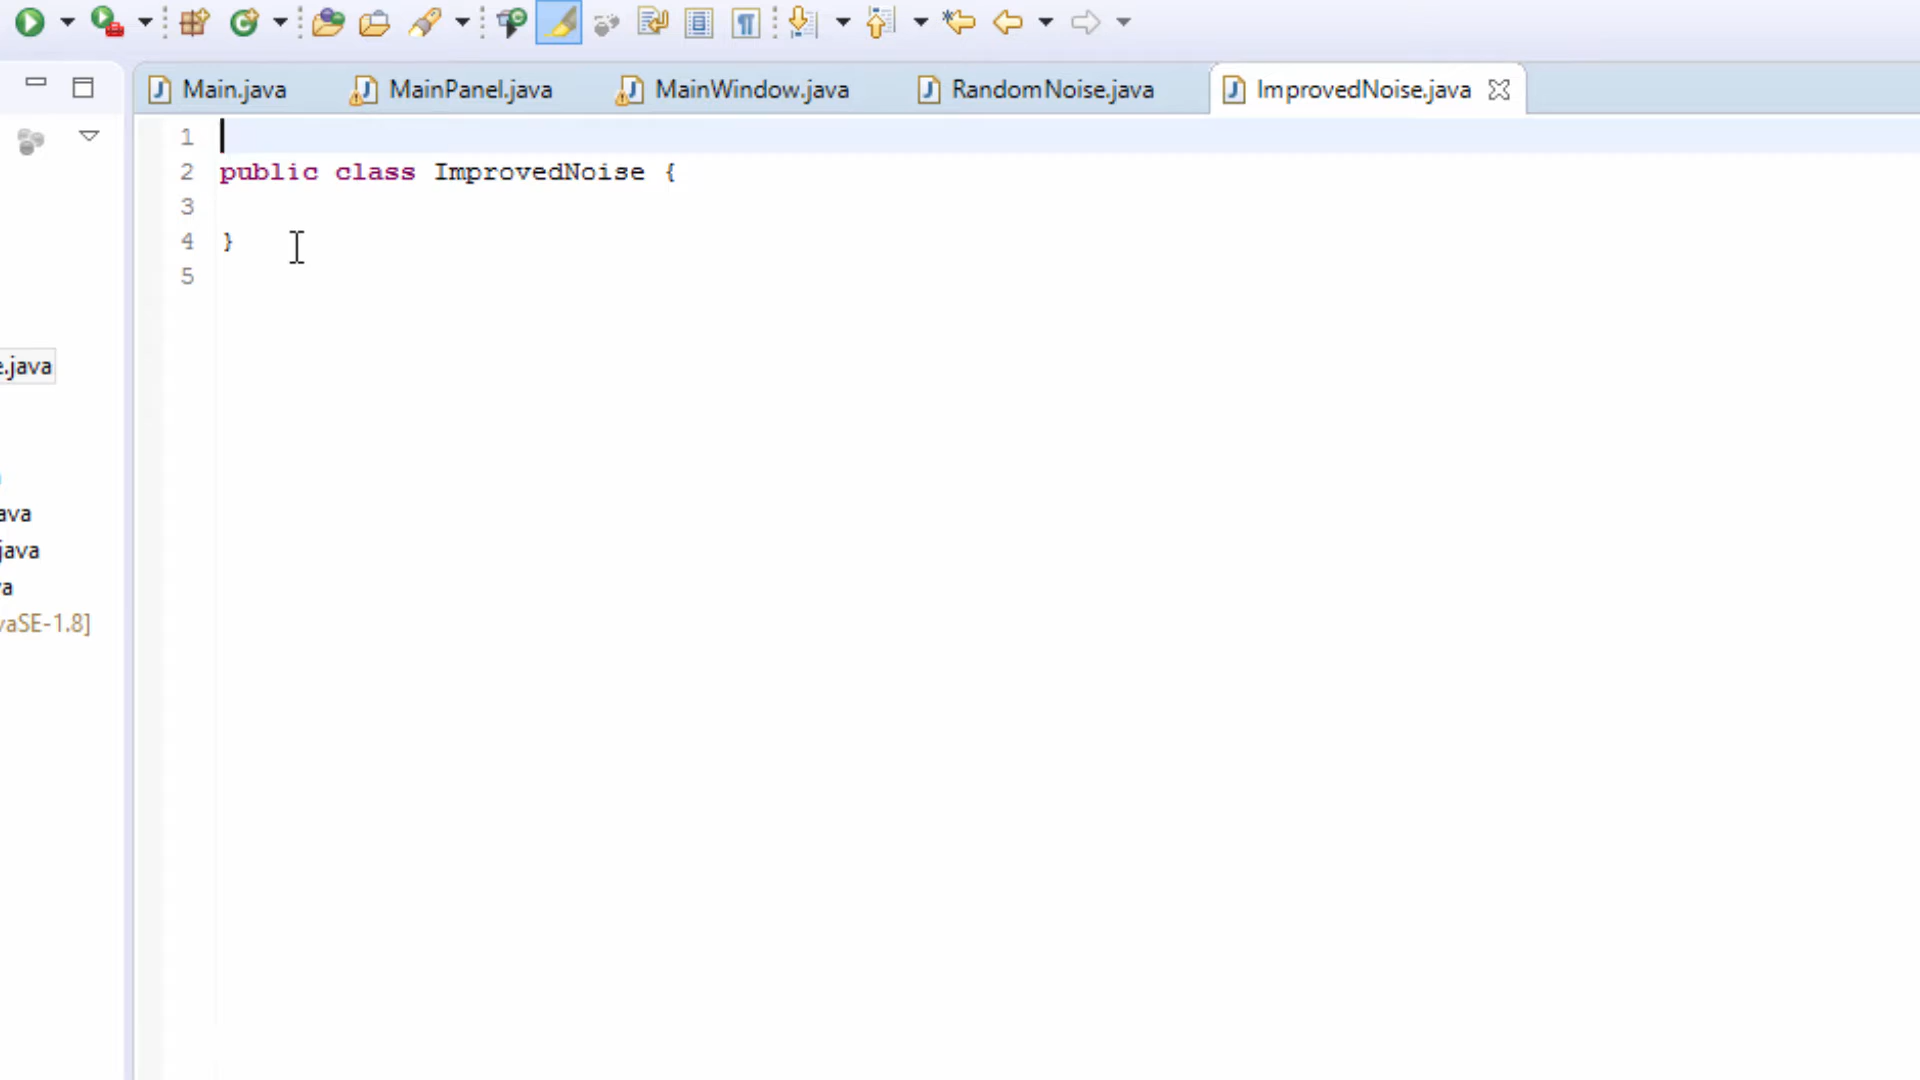 Main.java MainPanel.java MainWindow.java RandomNoise.java ImprovedNoise.java
1
2 public class ImprovedNoise {
3
4 }
5
e.java
ava
java
va
vaSE-1.8]